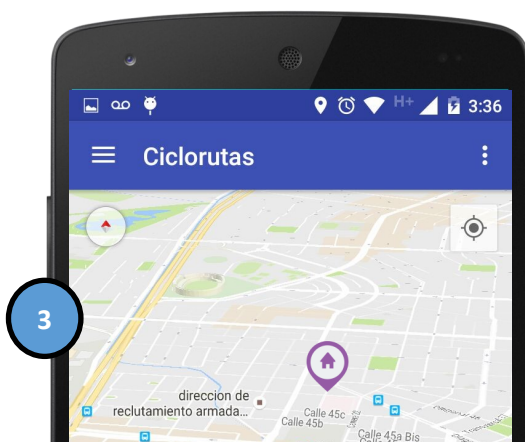 H+ 3:36
Ciclorutas
3
direccion de
reclutamiento armada...
Calle 45c
Calle 45b
Calle 45a Bis